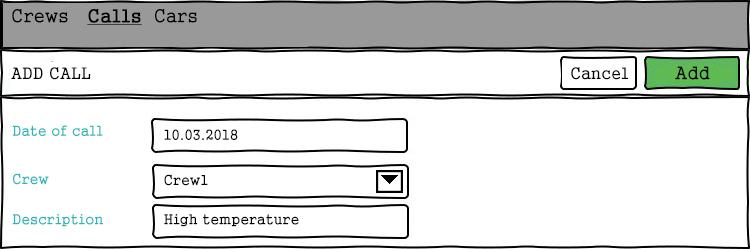 Crews Calls Cars
ADD CALL Cancel Add
Date of call 10.03.2018
Crew Crew1
Description High temperature